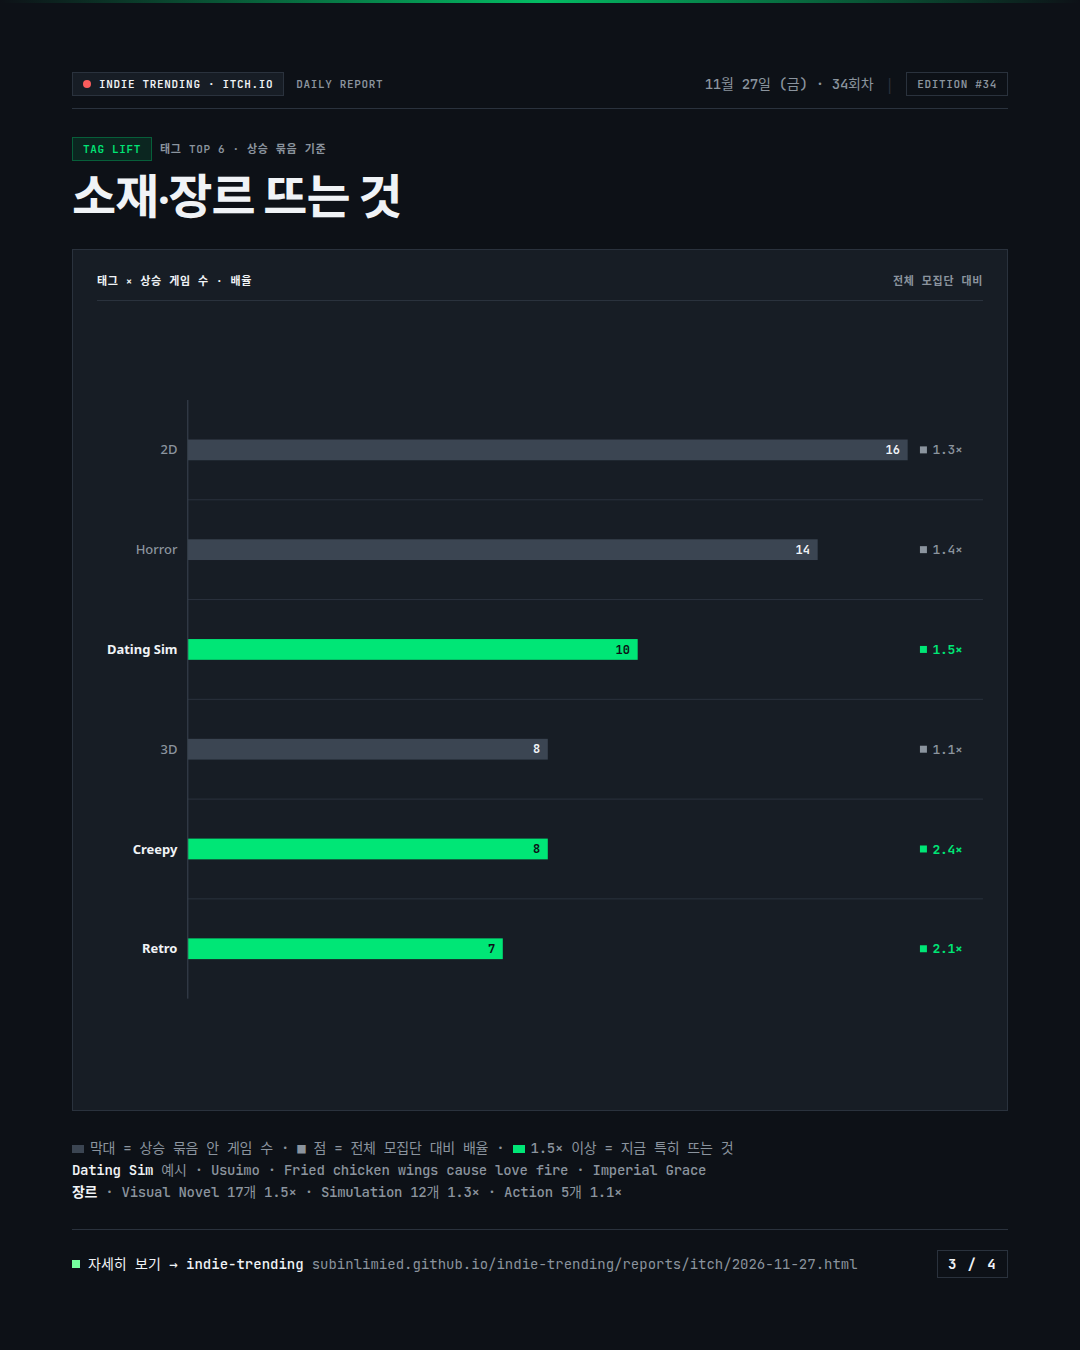 INDIE TRENDING · ITCH.IO DAILY REPORT 11월 27일 (금) · 34회차 EDITION #34
TAG LIFT 태그 TOP 6 · 상승 묶음 기준
소재·장르 뜨는 것
태그 × 상승 게임 수 · 배율 전체 모집단 대비
2D 16 1.3×
Horror 14 1.4×
Dating Sim 10 1.5×
3D 8 1.1×
Creepy 8 2.4×
Retro 7 2.1×
막대 = 상승 묶음 안 게임 수 · 점 = 전체 모집단 대비 배율 · 1.5× 이상 = 지금 특히 뜨는 것
Dating Sim 예시 · Usuimo · Fried chicken wings cause love fire · Imperial Grace
장르 · Visual Novel 17개 1.5× · Simulation 12개 1.3× · Action 5개 1.1×
자세히 보기 → indie-trending subinlimied.github.io/indie-trending/reports/itch/2026-11-27.html 3 / 4